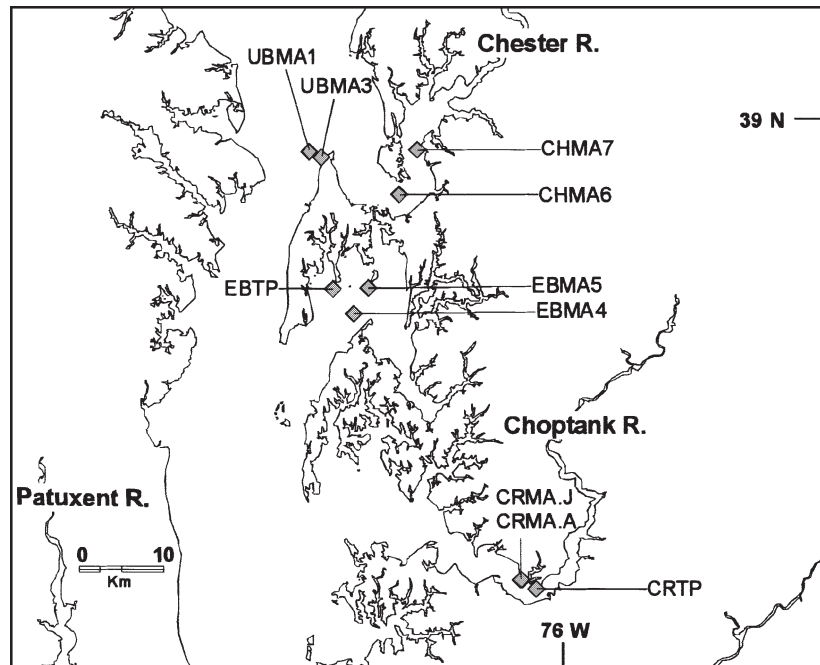 Chester R.
UBMA1
UBMA3
39 N
CHMA7
CHMA6
EBTP
EBMA5
EBMA4
Choptank R.
Patuxent R.
CRMA.J
CRMA.A
0 10
Km
CRTP
76 W